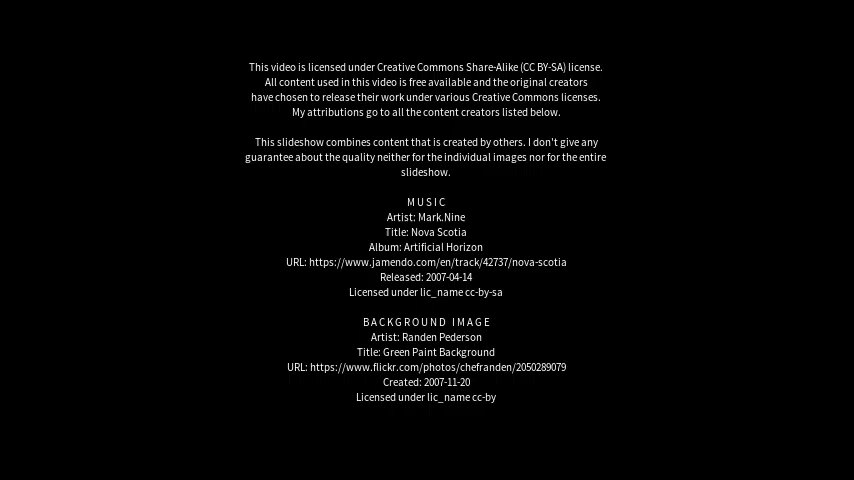 This video is licensed under Creative Commons Share-Alike (CC BY-SA) license.
All content used in this video is free available and the original creators
have chosen to release their work under various Creative Commons licenses.
My attributions go to all the content creators listed below.
This slideshow combines content that is created by others. I don't give any
guarantee about the quality neither for the individual images nor for the entire
slideshow.
M U S I C
Artist: Mark.Nine
Title: Nova Scotia
Album: Artificial Horizon
URL: https://www.jamendo.com/en/track/42737/nova-scotia
Released: 2007-04-14
Licensed under lic_name cc-by-sa
B A C K G R O U N D   I M A G E
Artist: Randen Pederson
Title: Green Paint Background
URL: https://www.flickr.com/photos/chefranden/2050289079
Created: 2007-11-20
Licensed under lic_name cc-by